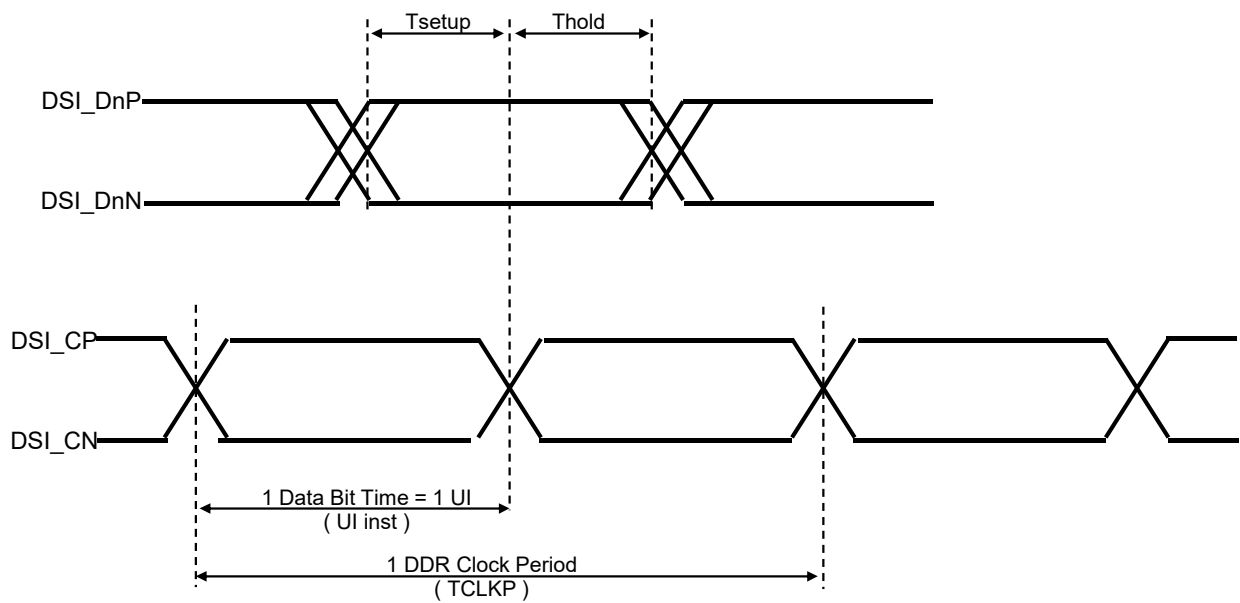 Tsetup
Thold
DSI_DnP
DSI_DnN
DSI_CP
DSI_CN
1 Data Bit Time = 1 UI
( UI inst )
1 DDR Clock Period
( TCLKP )